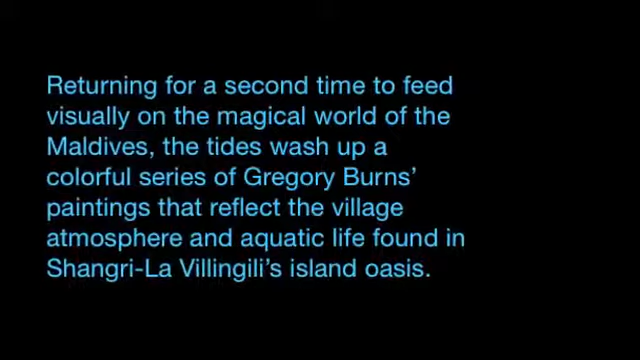 Returning for a second time to feed
visually on the magical world of the
Maldives, the tides wash up a
colorful series of Gregory Burns’
paintings that reflect the village
atmosphere and aquatic life found in
Shangri-La Villingili’s island oasis.